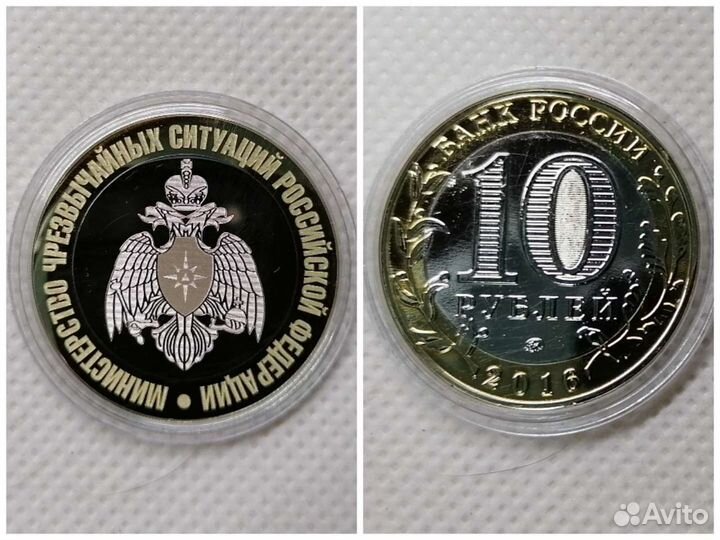 МИНИСТЕРСТВО ЧРЕЗВЫЧАЙНЫХ СИТУАЦИЙ РОССИЙСКОЙ ФЕДЕРАЦИИ •
БАНК РОССИИ
10
РУБЛЕЙ
2016
Avito